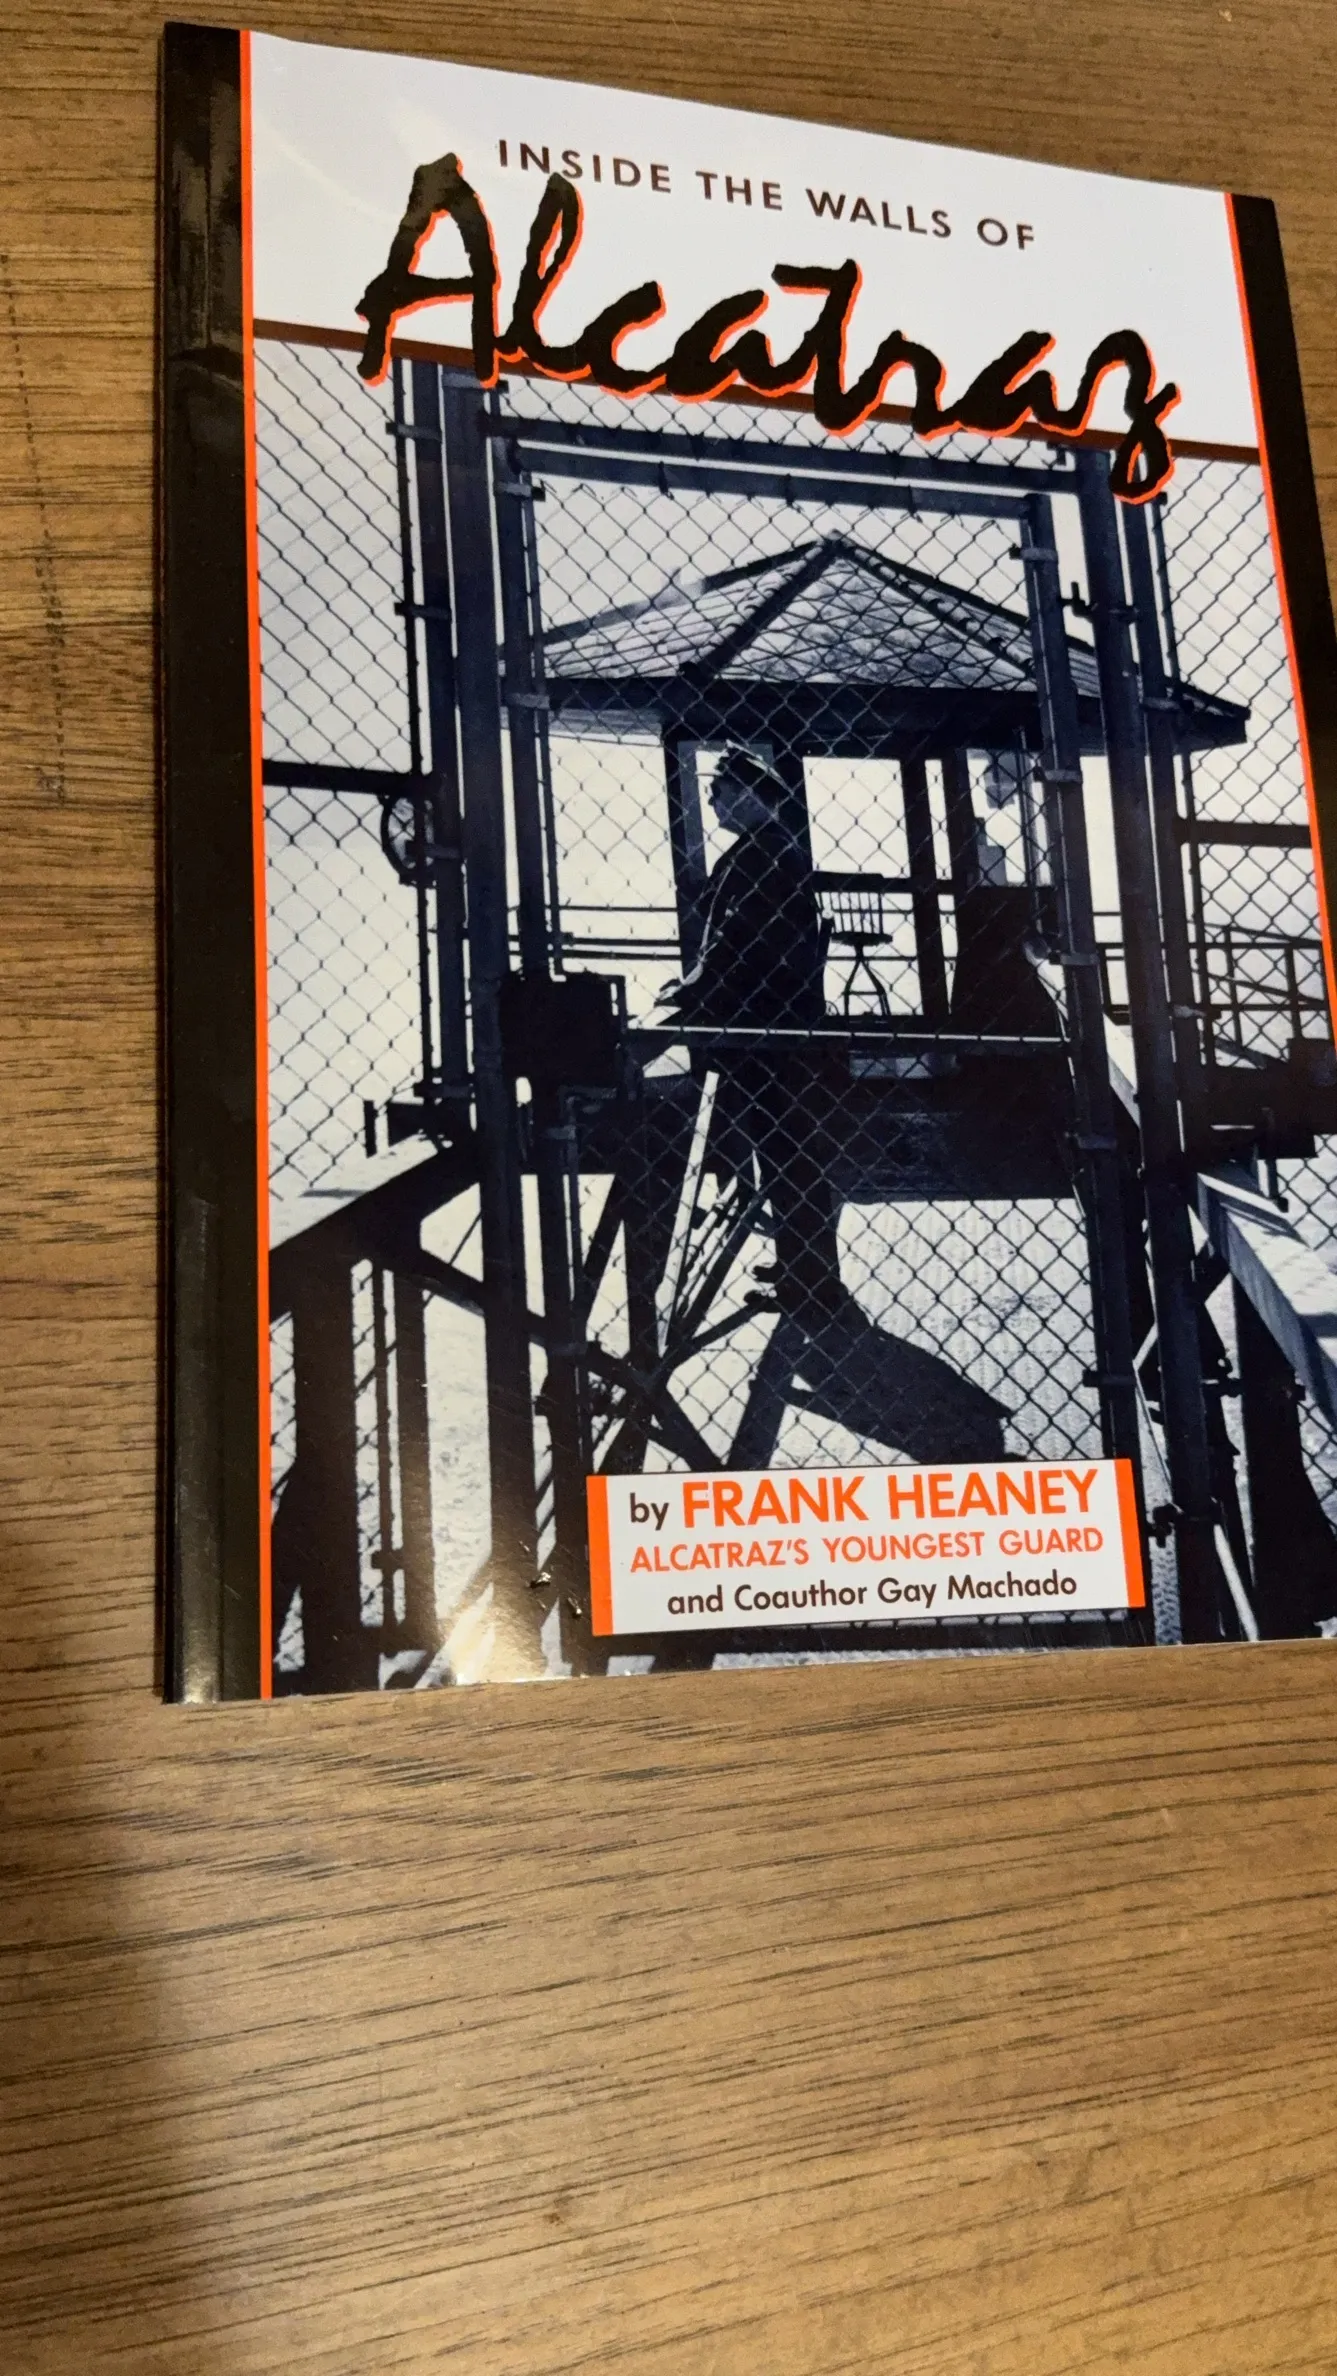 INSIDE THE WALLS OF
Alcatraz
by FRANK HEANEY
ALCATRAZ'S YOUNGEST GUARD
and Coauthor Gay Machado